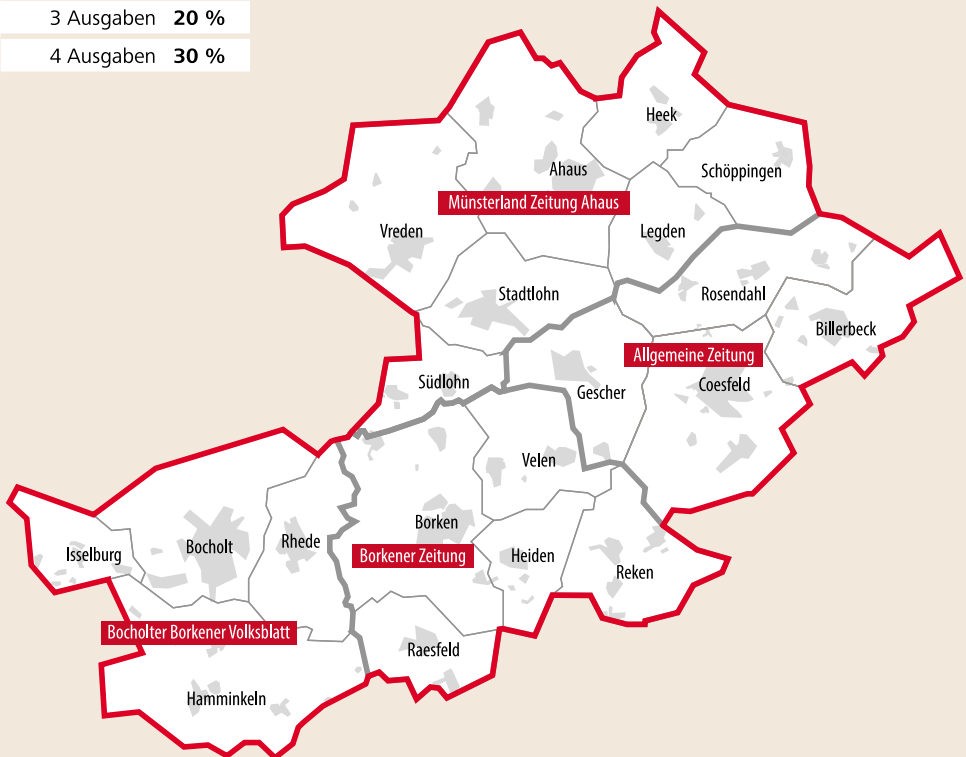 3 Ausgaben 20 %
4 Ausgaben 30 %
Heek
Ahaus
Schöppingen
Münsterland Zeitung Ahaus
Vreden
Legden
Stadtlohn
Rosendahl
Billerbeck
Allgemeine Zeitung
Südlohn
Gescher
Coesfeld
Velen
Borken
Isselburg
Bocholt
Rhede
Borkener Zeitung
Heiden
Reken
Bocholter Borkener Volksblatt
Raesfeld
Hamminkeln